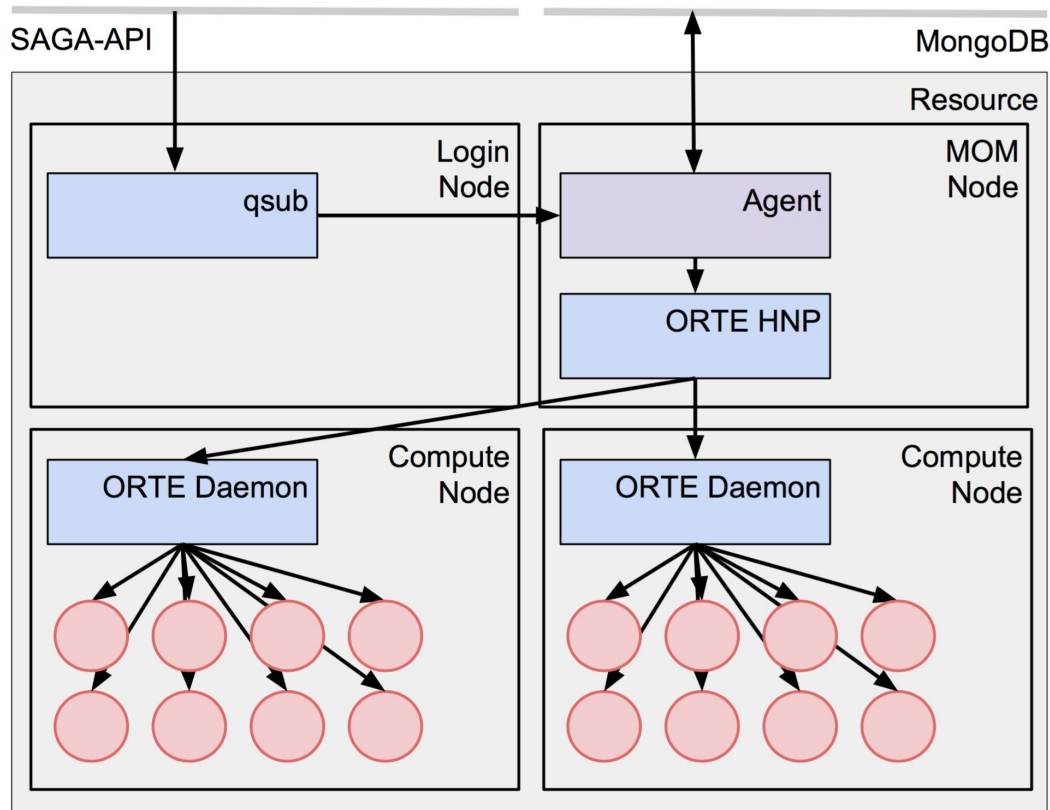 SAGA-API
MongoDB
Resource
Login
Node
qsub
MOM
Node
Agent
ORTE HNP
Compute
Node
ORTE Daemon
Compute
Node
ORTE Daemon